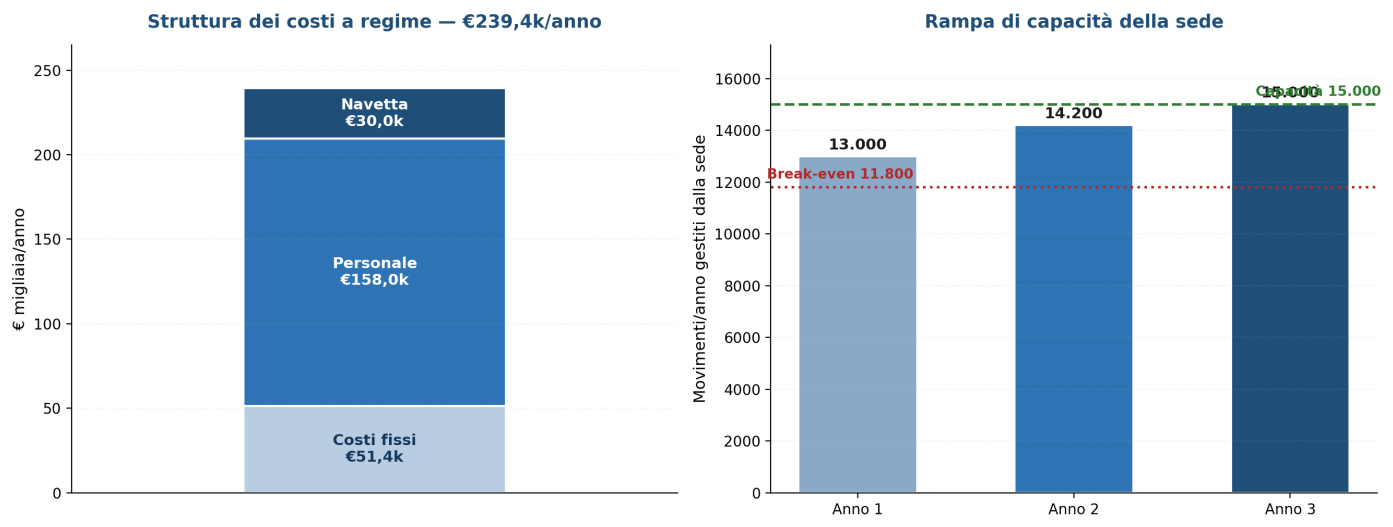 Struttura dei costi a regime — €239,4k/anno
€ migliaia/anno
250
200
150
100
50
0
Navetta
€30,0k
Personale
€158,0k
Costi fissi
€51,4k
Rampa di capacità della sede
Movimenti/anno gestiti dalla sede
16000
14000
12000
10000
8000
6000
4000
2000
0
Capacità 15.000
15.000
14.200
13.000
Break-even 11.800
Anno 1
Anno 2
Anno 3